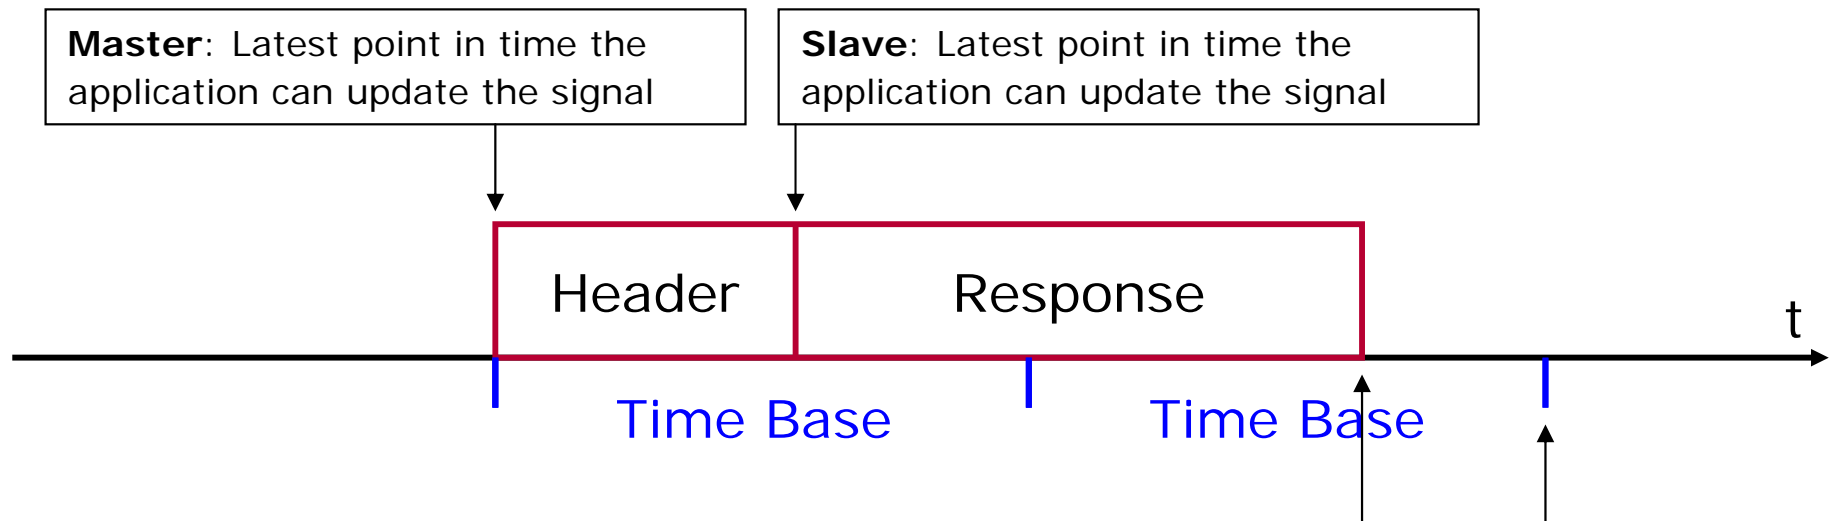 Master: Latest point in time the
application can update the signal
Slave: Latest point in time the
application can update the signal
Header
Response
t
Time Base
Time Base